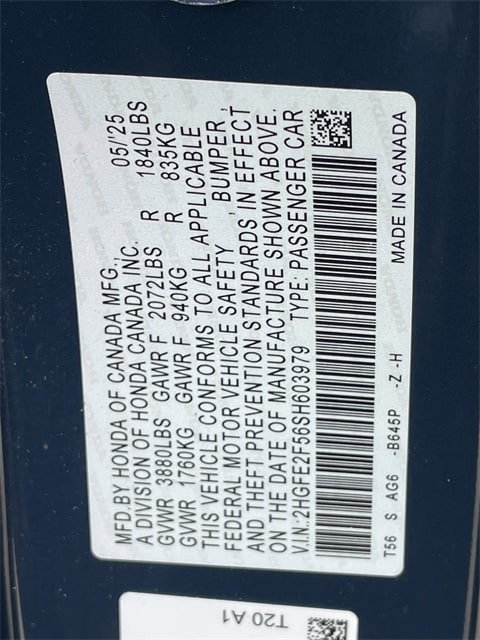 MFD.BY HONDA OF CANADA MFG., 05/'25
A DIVISION OF HONDA CANADA INC.
GVWR 3880LBS GAWR F 2072LBS R 1840LBS
GVWR 1760KG GAWR F 940KG R 835KG
THIS VEHICLE CONFORMS TO ALL APPLICABLE
FEDERAL MOTOR VEHICLE SAFETY, BUMPER,
AND THEFT PREVENTION STANDARDS, IN EFFECT
ON THE DATE OF MANUFACTURE SHOWN ABOVE.
V.I.N.:2HGFE2F56SH603979 TYPE: PASSENGER CAR
T56 S AG6 -B645P -Z -H MADE IN CANADA
T20 A1